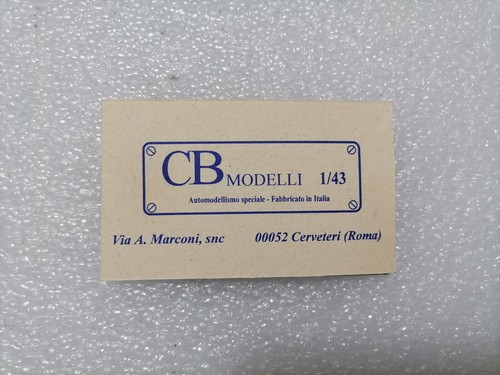 CB MODELLI 1/43
Automodellismo speciale - Fabbricato in Italia
Via A. Marconi, snc 00052 Cerveteri (Roma)